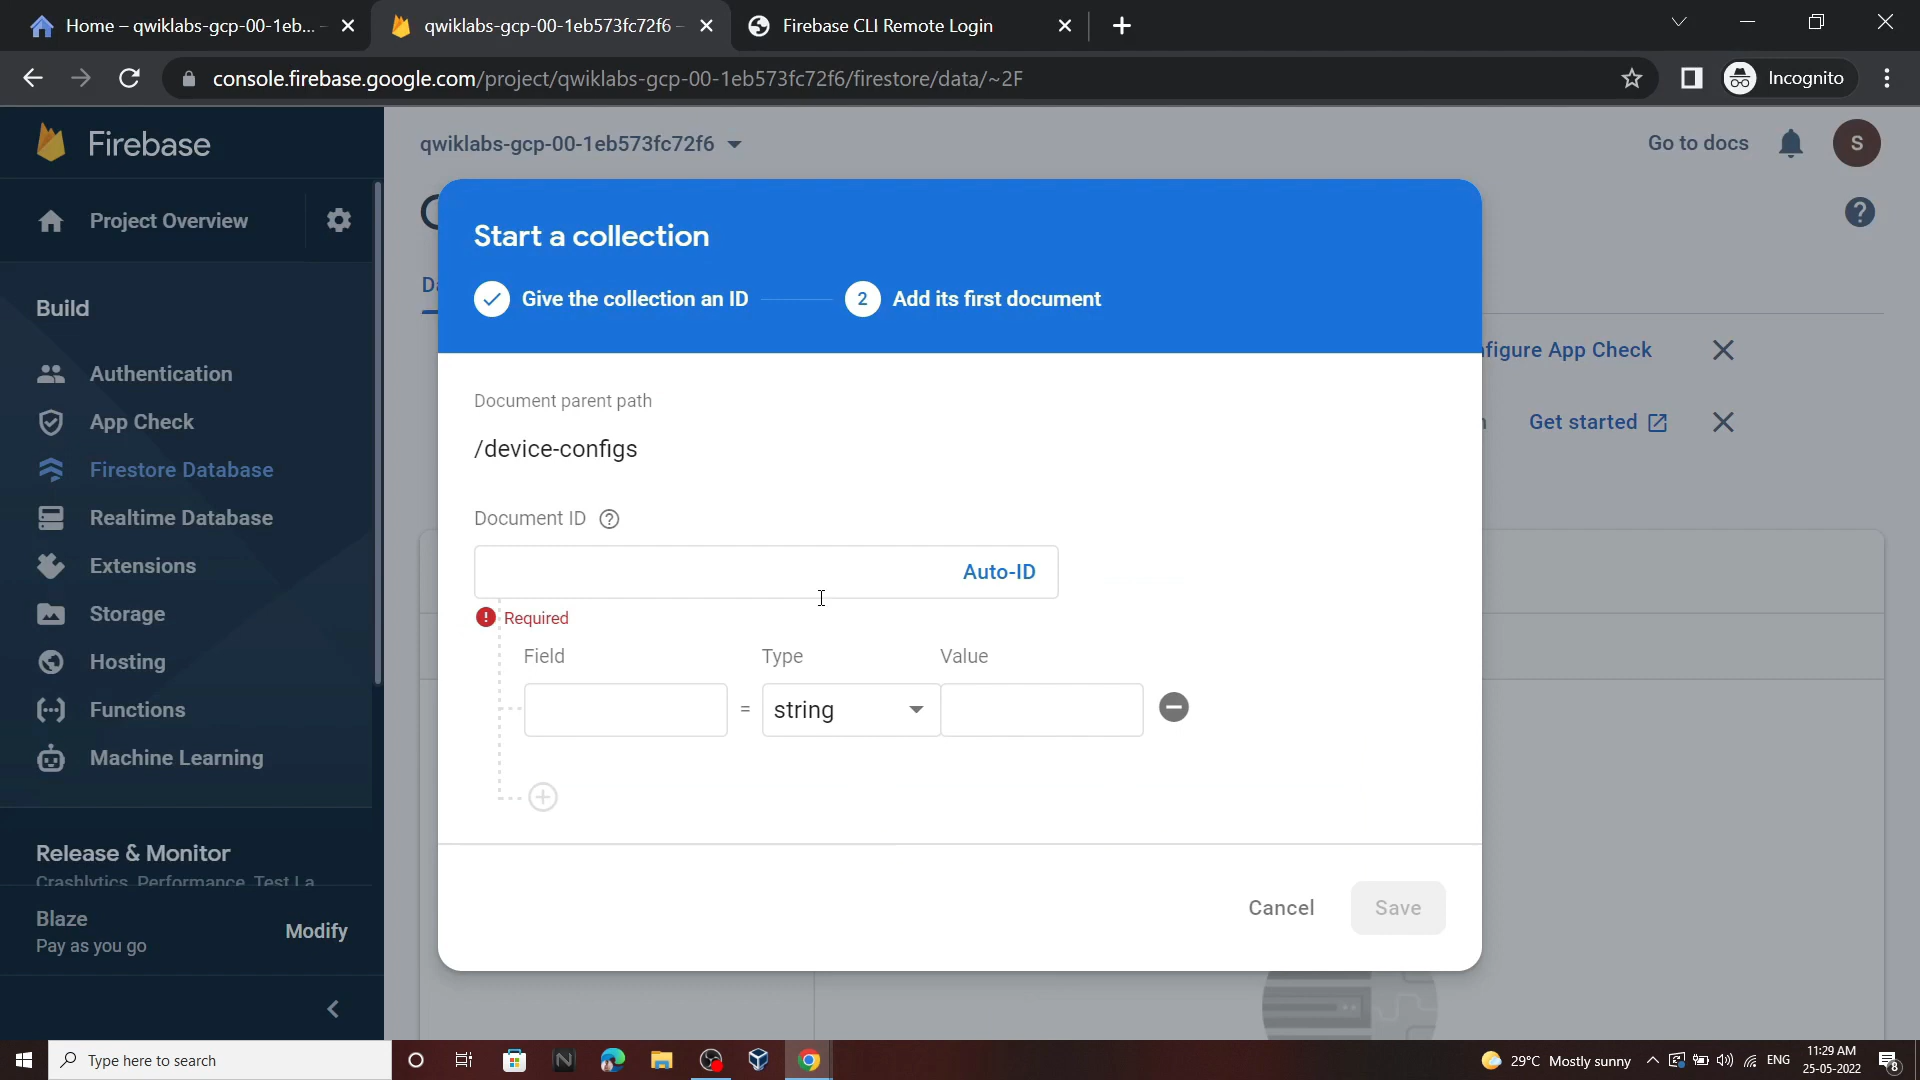 Home – qwiklabs-gcp-00-1eb...
qwiklabs-gcp-00-1eb573fc72f6 –
Firebase CLI Remote Login
console.firebase.google.com/project/qwiklabs-gcp-00-1eb573fc72f6/firestore/data/~2F
Incognito
Firebase
qwiklabs-gcp-00-1eb573fc72f6
Go to docs
S
Project Overview
Start a collection
Give the collection an ID
2 Add its first document
Build
Authentication
App Check
Firestore Database
Realtime Database
Extensions
Storage
Hosting
Functions
Machine Learning
figure App Check
Get started
Document parent path
/device-configs
Document ID
Auto-ID
Required
Field
Type
Value
=
string
Cancel
Save
Release & Monitor
Crashlytics, Performance, Test La
Blaze
Pay as you go
Modify
Type here to search
29°C Mostly sunny
ENG
11:29 AM
25-05-2022
8